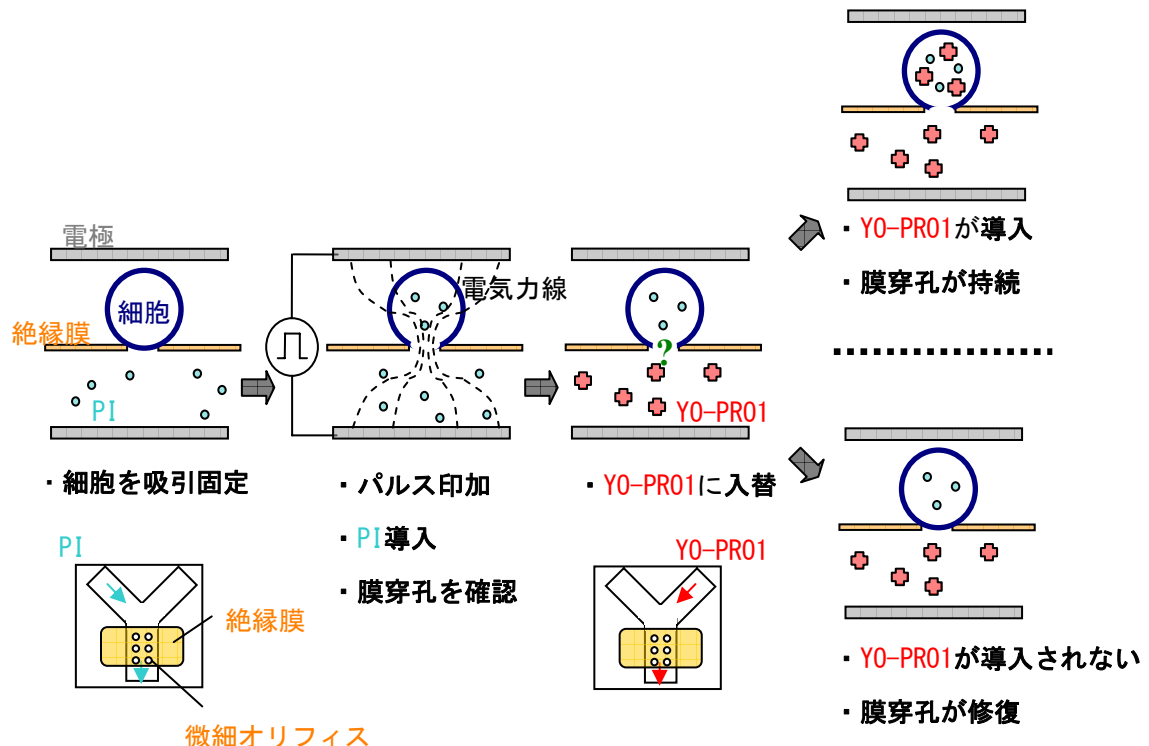 電極
細胞
絶縁膜
PI
・細胞を吸引固定
電気力線
・パルス印加
・PI導入
・膜穿孔を確認
?
YO-PRO1
・YO-PRO1に入替
・YO-PRO1が導入
・膜穿孔が持続
・YO-PRO1が導入されない
・膜穿孔が修復
PI
絶縁膜
微細オリフィス
YO-PRO1